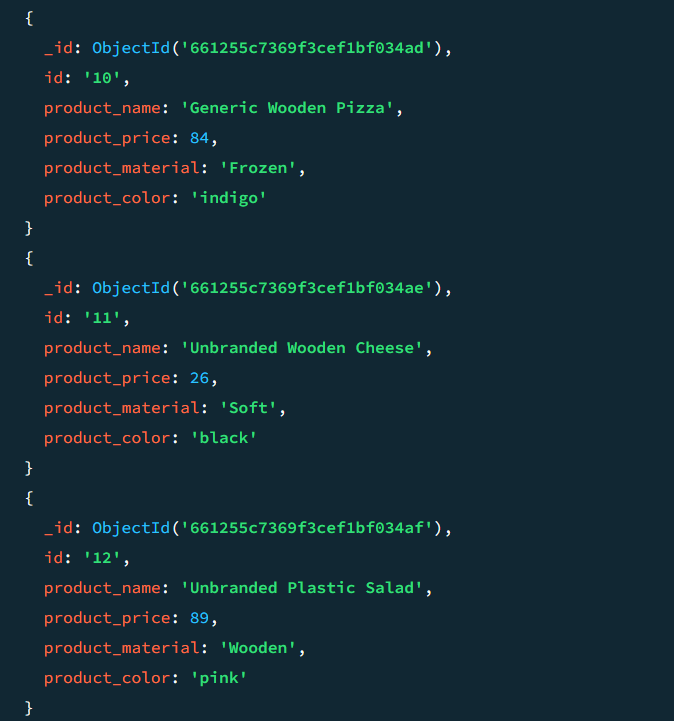 {
_id: ObjectId('661255c7369f3cef1bf034ad'),
id: '10',
product_name: 'Generic Wooden Pizza',
product_price: 84,
product_material: 'Frozen',
product_color: 'indigo'
}
{
_id: ObjectId('661255c7369f3cef1bf034ae'),
id: '11',
product_name: 'Unbranded Wooden Cheese',
product_price: 26,
product_material: 'Soft',
product_color: 'black'
}
{
_id: ObjectId('661255c7369f3cef1bf034af'),
id: '12',
product_name: 'Unbranded Plastic Salad',
product_price: 89,
product_material: 'Wooden',
product_color: 'pink'
}